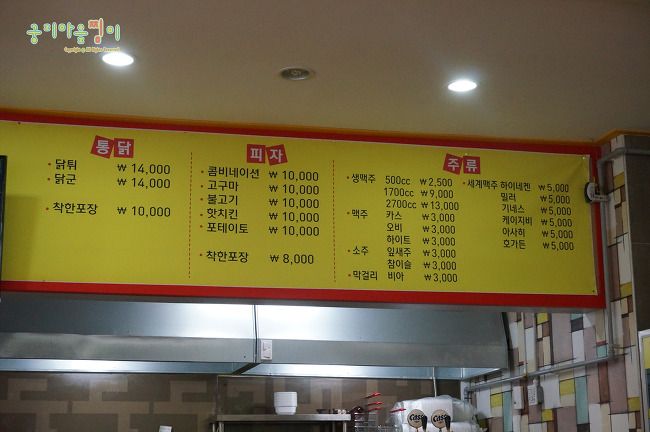 궁디아음찜이
통닭
닭튀 ₩ 14,000
닭군 ₩ 14,000
착한포장 ₩ 10,000
피자
콤비네이션 ₩ 10,000
고구마 ₩ 10,000
불고기 ₩ 10,000
핫치킨 ₩ 10,000
포테이토 ₩ 10,000
착한포장 ₩ 8,000
주류
생맥주 500cc ₩ 2,500
1700cc ₩ 9,000
2700cc ₩ 13,000
맥주 카스 ₩ 3,000
오비 ₩ 3,000
하이트 ₩ 3,000
소주 잎새주 ₩ 3,000
참이슬 ₩ 3,000
막걸리 비아 ₩ 3,000
세계맥주 하이네켄 ₩ 5,000
밀러 ₩ 5,000
기네스 ₩ 5,000
케이지비 ₩ 5,000
아사히 ₩ 5,000
호가든 ₩ 5,000
Cass
Cass